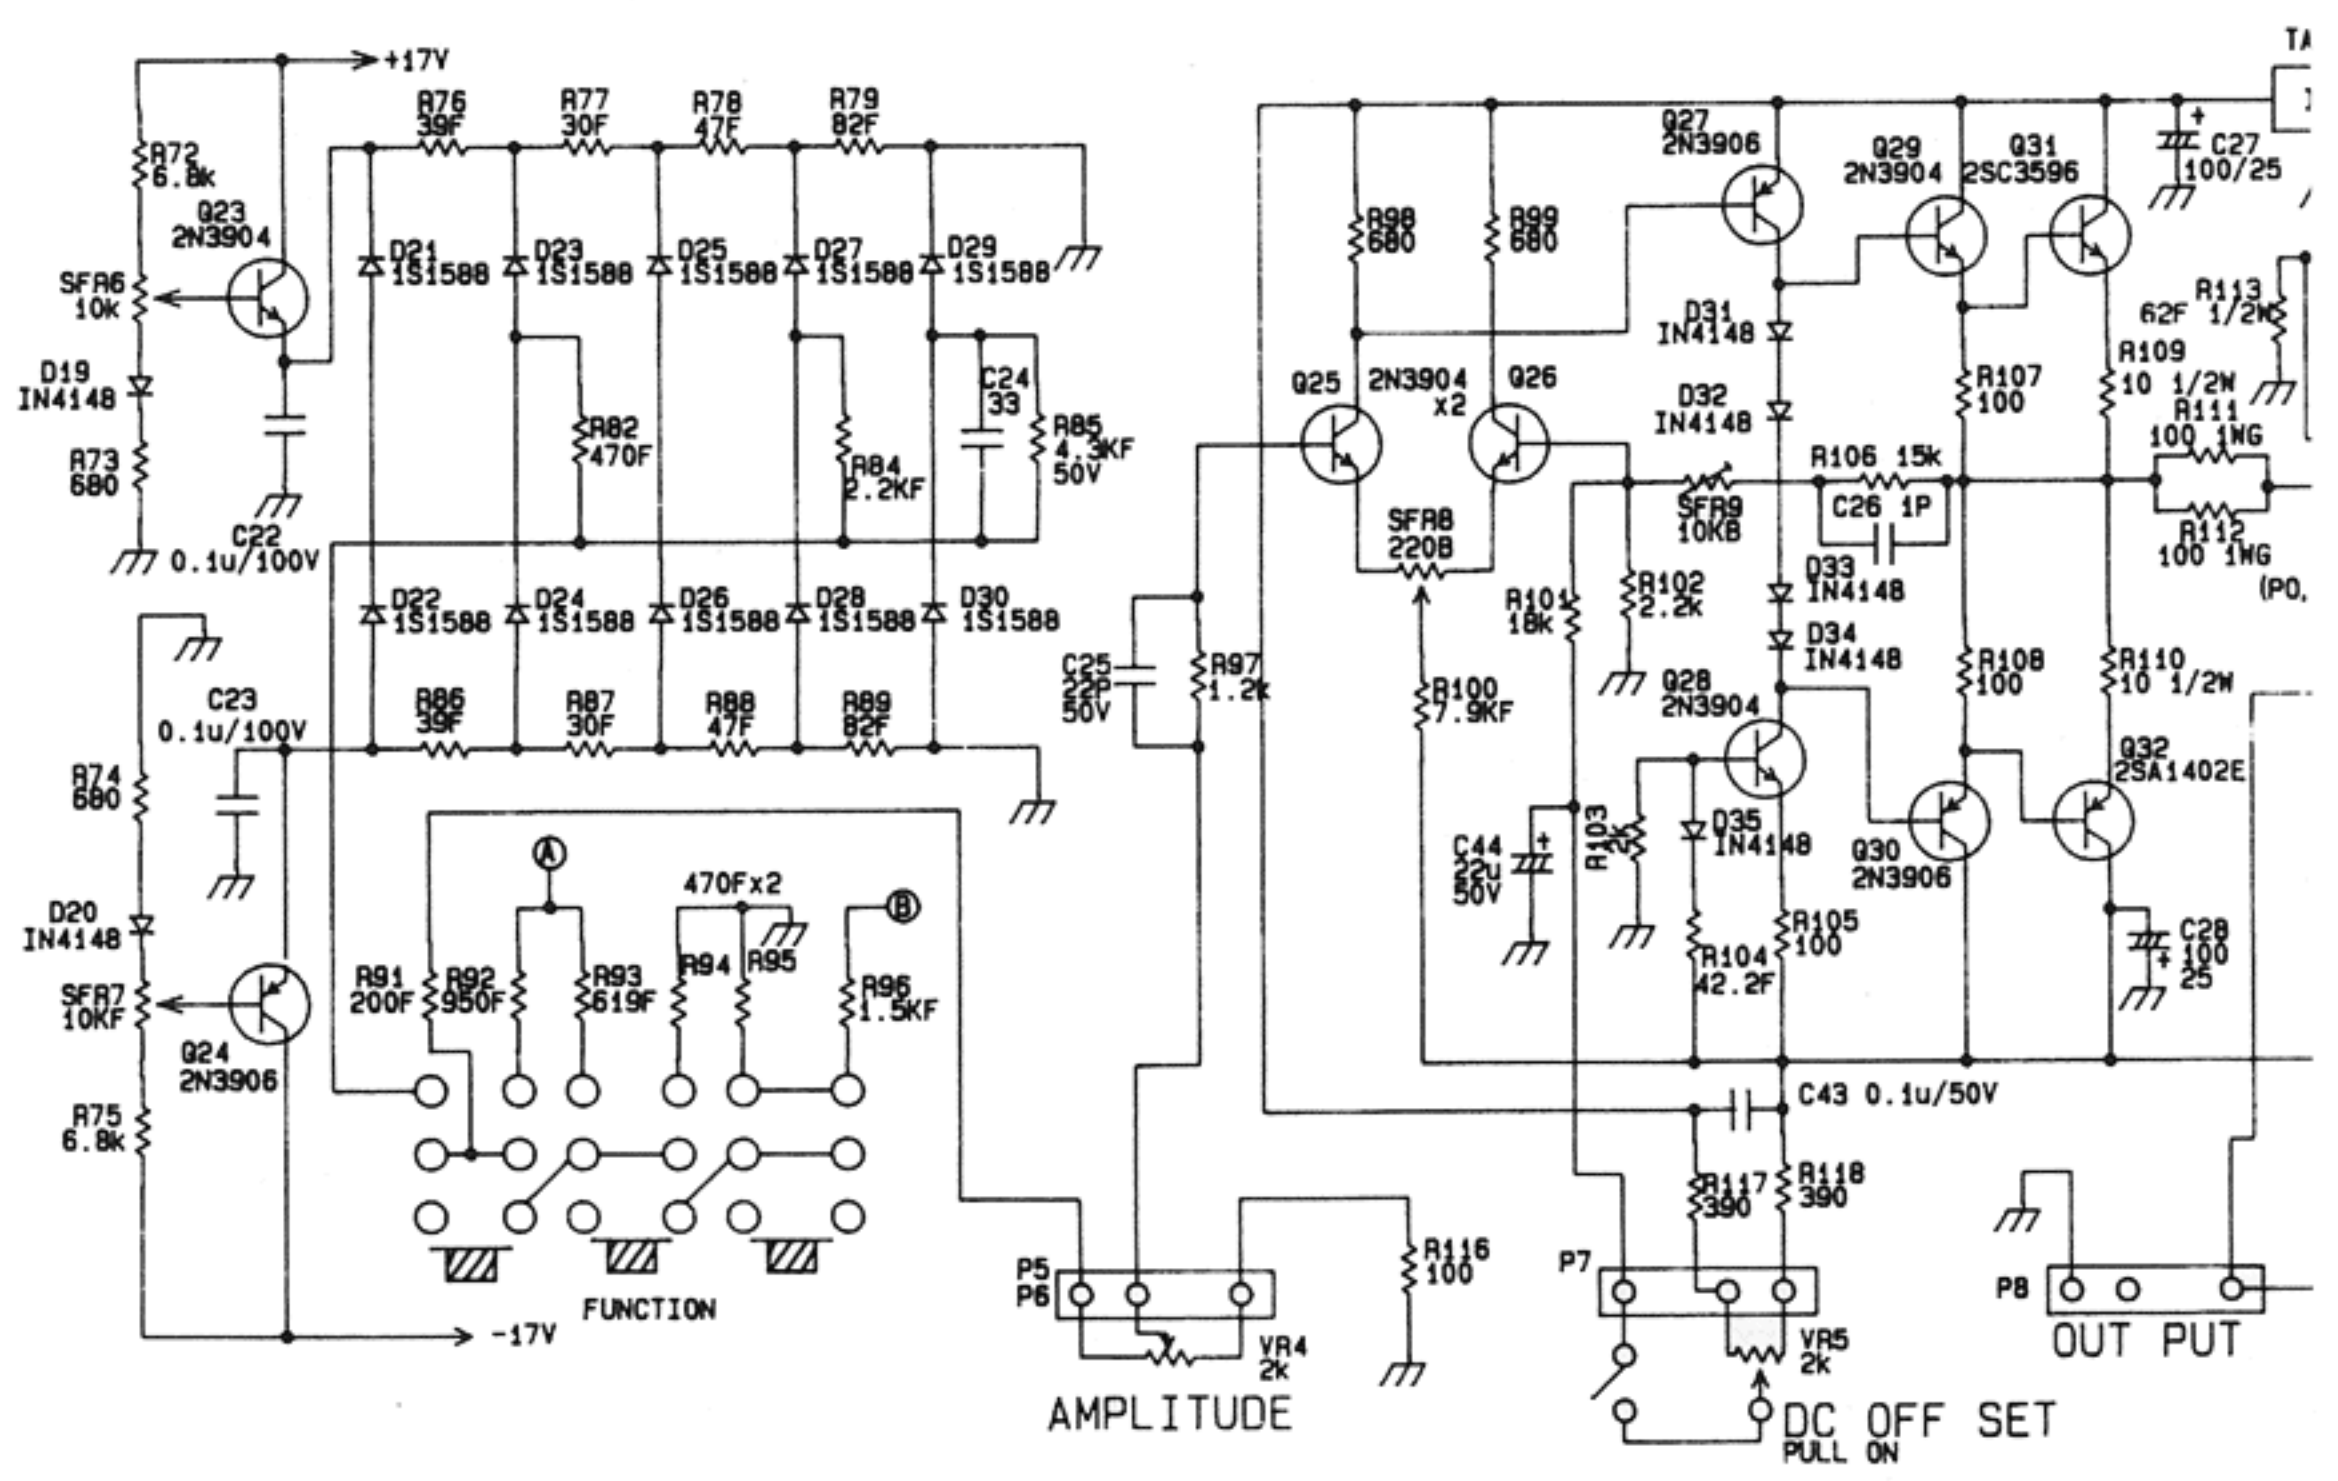 +17V
R76
39F
R77
30F
R78
47F
R79
82F
R72
6.8k
Q23
2N3904
SFR6
10k
D19
IN4148
R73
680
C22
0.1u/100V
D21
1S1588
D23
1S1588
D25
1S1588
D27
1S1588
D29
1S1588
R82
470F
R84
2.2KF
C24
33
R85
4.3KF
50V
D22
1S1588
D24
1S1588
D26
1S1588
D28
1S1588
D30
1S1588
C23
0.1u/100V
R86
39F
R87
30F
R88
47F
R89
82F
R74
680
D20
IN4148
SFR7
10KF
Q24
2N3906
R75
6.8k
-17V
A
470Fx2
B
R91
200F
R92
950F
R93
619F
R94
R95
R96
1.5KF
FUNCTION
P5
P6
VR4
2k
AMPLITUDE
R116
100
C25
22P
50V
R97
1.2k
R98
680
R99
680
Q25
2N3904
x2
Q26
SFR8
220B
R100
7.9KF
Q27
2N3906
Q29
2N3904
Q31
2SC3596
TA
C27
100/25
D31
IN4148
D32
IN4148
R107
100
R109
10 1/2W
R113
62F 1/2W
R111
100 1WG
R112
100 1WG
(PO,
R106 15k
C26 1P
SFR9
10KB
R101
18k
R102
2.2k
D33
IN4148
D34
IN4148
R108
100
R110
10 1/2W
Q28
2N3904
Q30
2N3906
Q32
2SA1402E
C44
22u
50V
R103
2K
D35
IN4148
R104
42.2F
R105
100
C28
100
25
C43 0.1u/50V
R117
390
R118
390
P7
VR5
2k
DC OFF SET
PULL ON
P8
OUT PUT